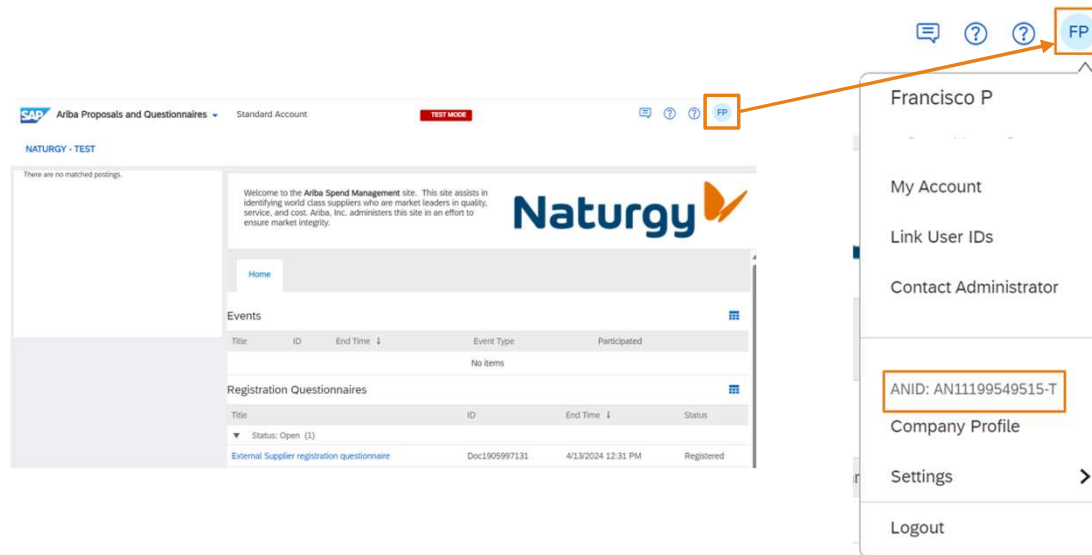 SAP Ariba Proposals and Questionnaires Standard Account TEST MODE FP
NATURGY - TEST
There are no matched postings.
Welcome to the Ariba Spend Management site. This site assists in
identifying world class suppliers who are market leaders in quality,
service, and cost. Ariba, Inc. administers this site in an effort to
ensure market integrity.
Naturgy
Home
Events
Title ID End Time ↓ Event Type Participated
No items
Registration Questionnaires
Title ID End Time ↓ Status
▼ Status: Open (1)
External Supplier registration questionnaire Doc1905997131 4/13/2024 12:31 PM Registered
FP
Francisco P
My Account
Link User IDs
Contact Administrator
ANID: AN11199549515-T
Company Profile
Settings
Logout